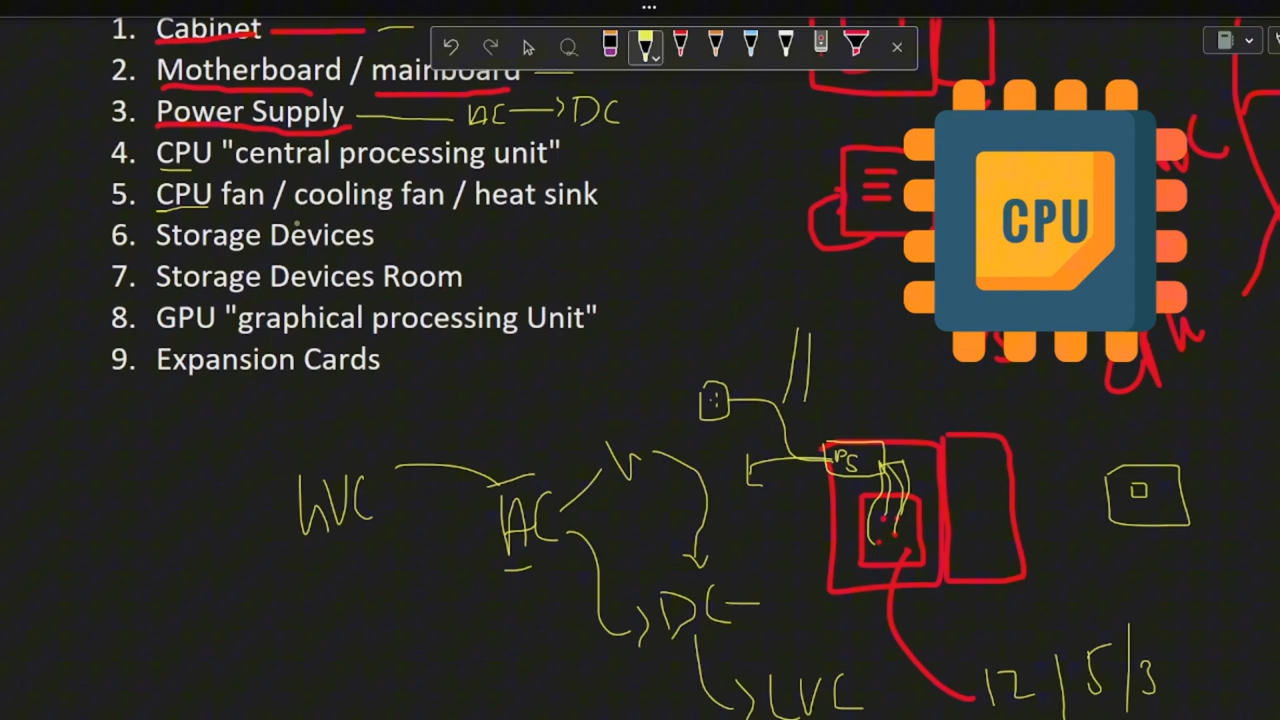 1. Cabinet
2. Motherboard / mainboard
3. Power Supply AC → DC
4. CPU "central processing unit"
5. CPU fan / cooling fan / heat sink
6. Storage Devices
7. Storage Devices Room
8. GPU "graphical processing Unit"
9. Expansion Cards
CPU
PS
HVC AC
DC
LVC
12 | 5 | 3